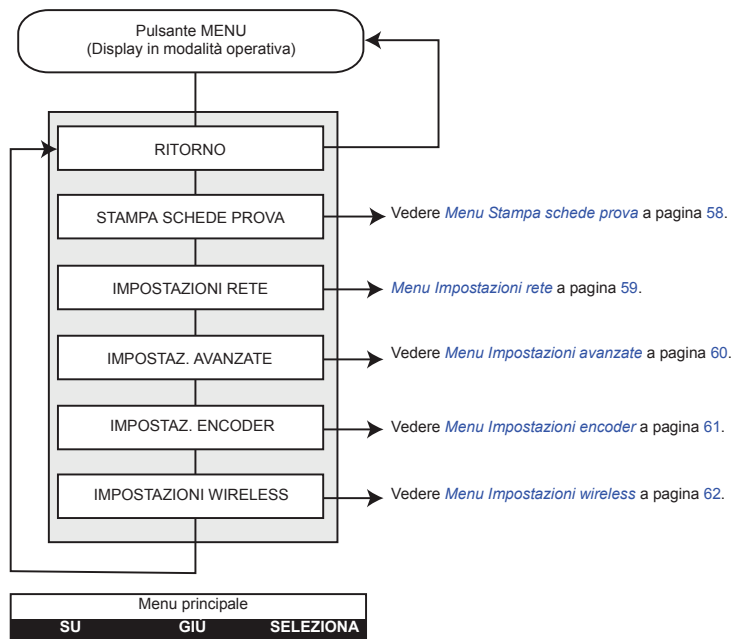 Pulsante MENU
(Display in modalità operativa)
RITORNO
STAMPA SCHEDE PROVA
Vedere Menu Stampa schede prova a pagina 58.
IMPOSTAZIONI RETE
Menu Impostazioni rete a pagina 59.
IMPOSTAZ. AVANZATE
Vedere Menu Impostazioni avanzate a pagina 60.
IMPOSTAZ. ENCODER
Vedere Menu Impostazioni encoder a pagina 61.
IMPOSTAZIONI WIRELESS
Vedere Menu Impostazioni wireless a pagina 62.
Menu principale
SU GIÙ SELEZIONA